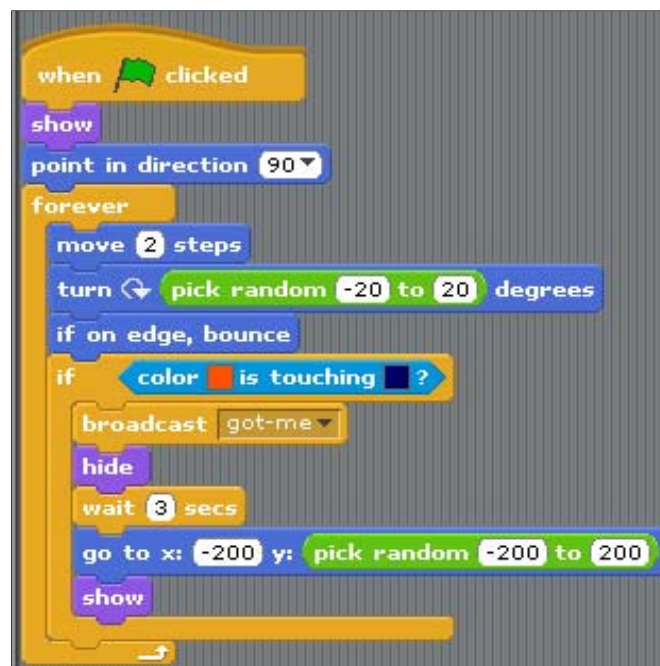 when clicked
show
point in direction 90
forever
move 2 steps
turn pick random -20 to 20 degrees
if on edge, bounce
if color is touching ?
broadcast got-me
hide
wait 3 secs
go to x: -200 y: pick random -200 to 200
show